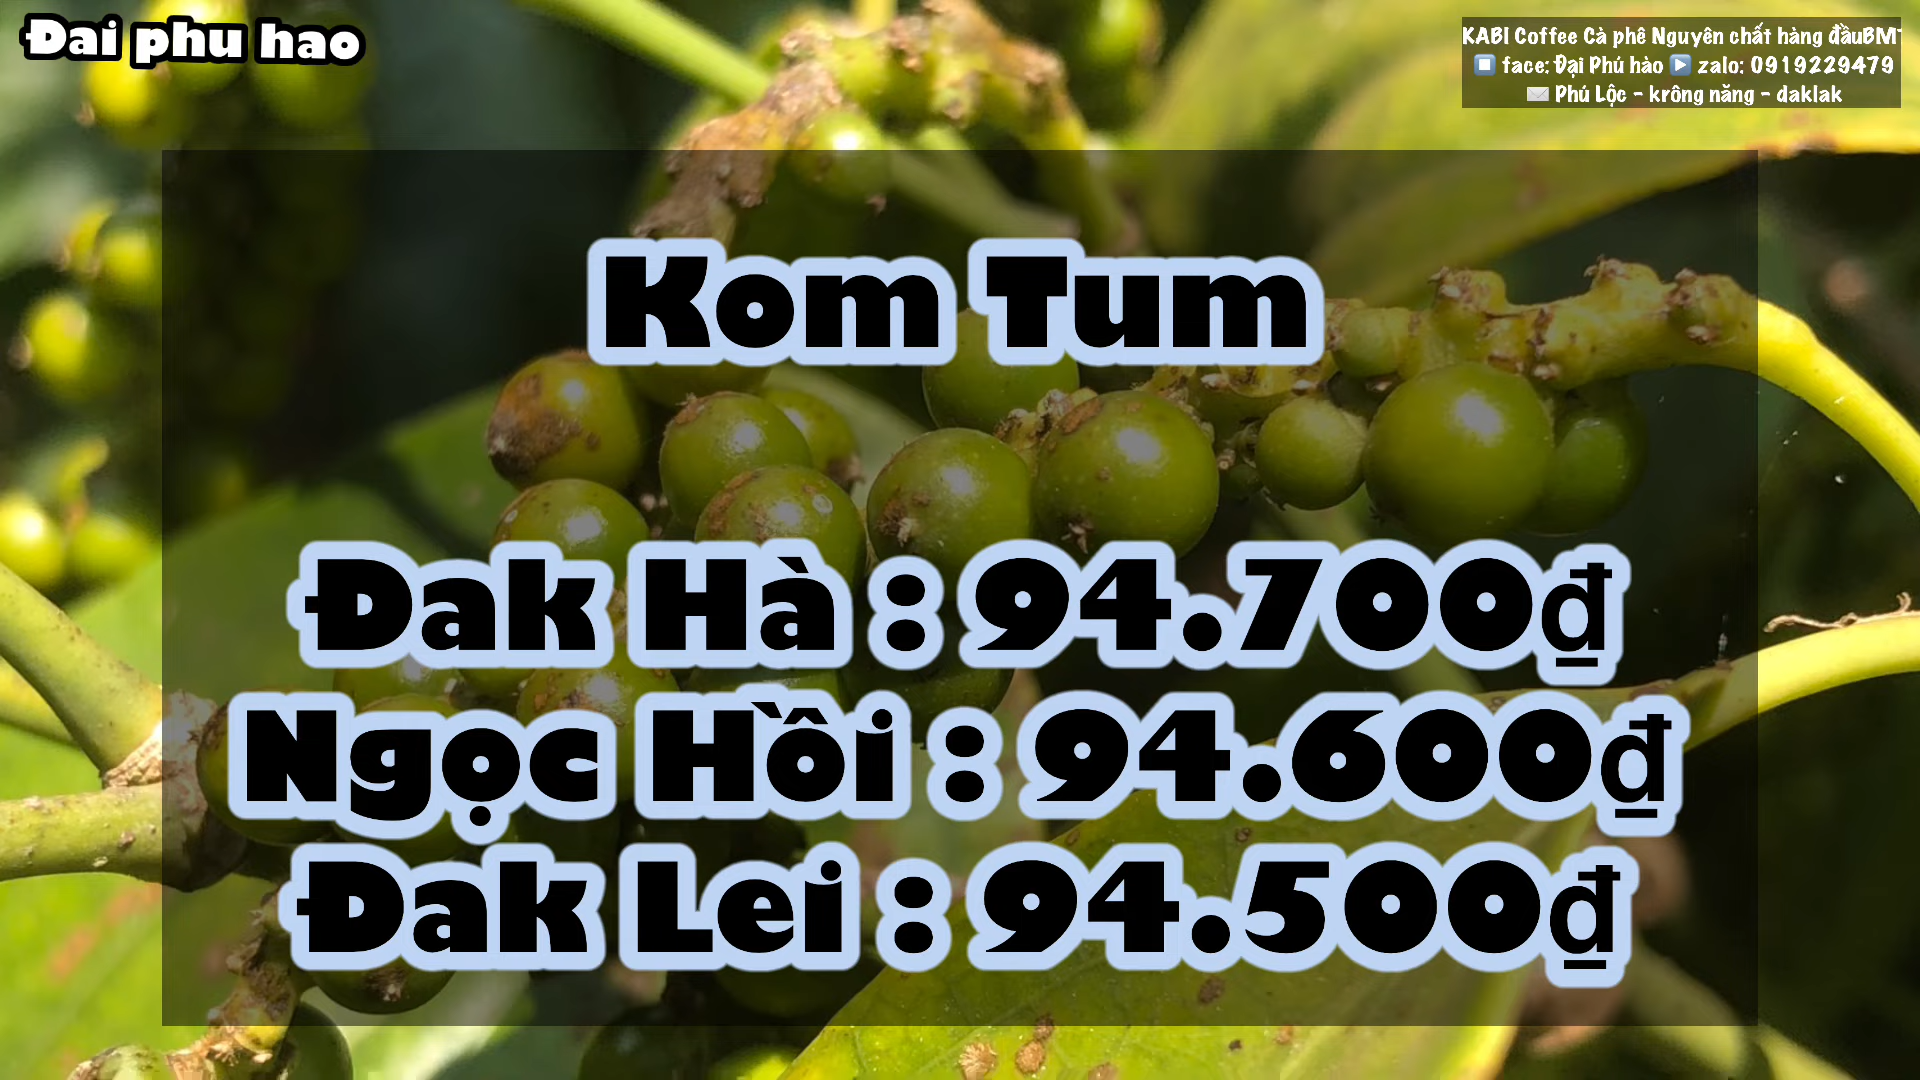 Đai phu hao
KABI Coffee Cà phê Nguyên chất hàng đầuBMT
face: Đại Phú hào zalo: 0919229479
Phú Lộc - krông năng - daklak
Kom Tum
Đak Hà : 94.700₫
Ngọc Hồi : 94.600₫
Đak Lei : 94.500₫